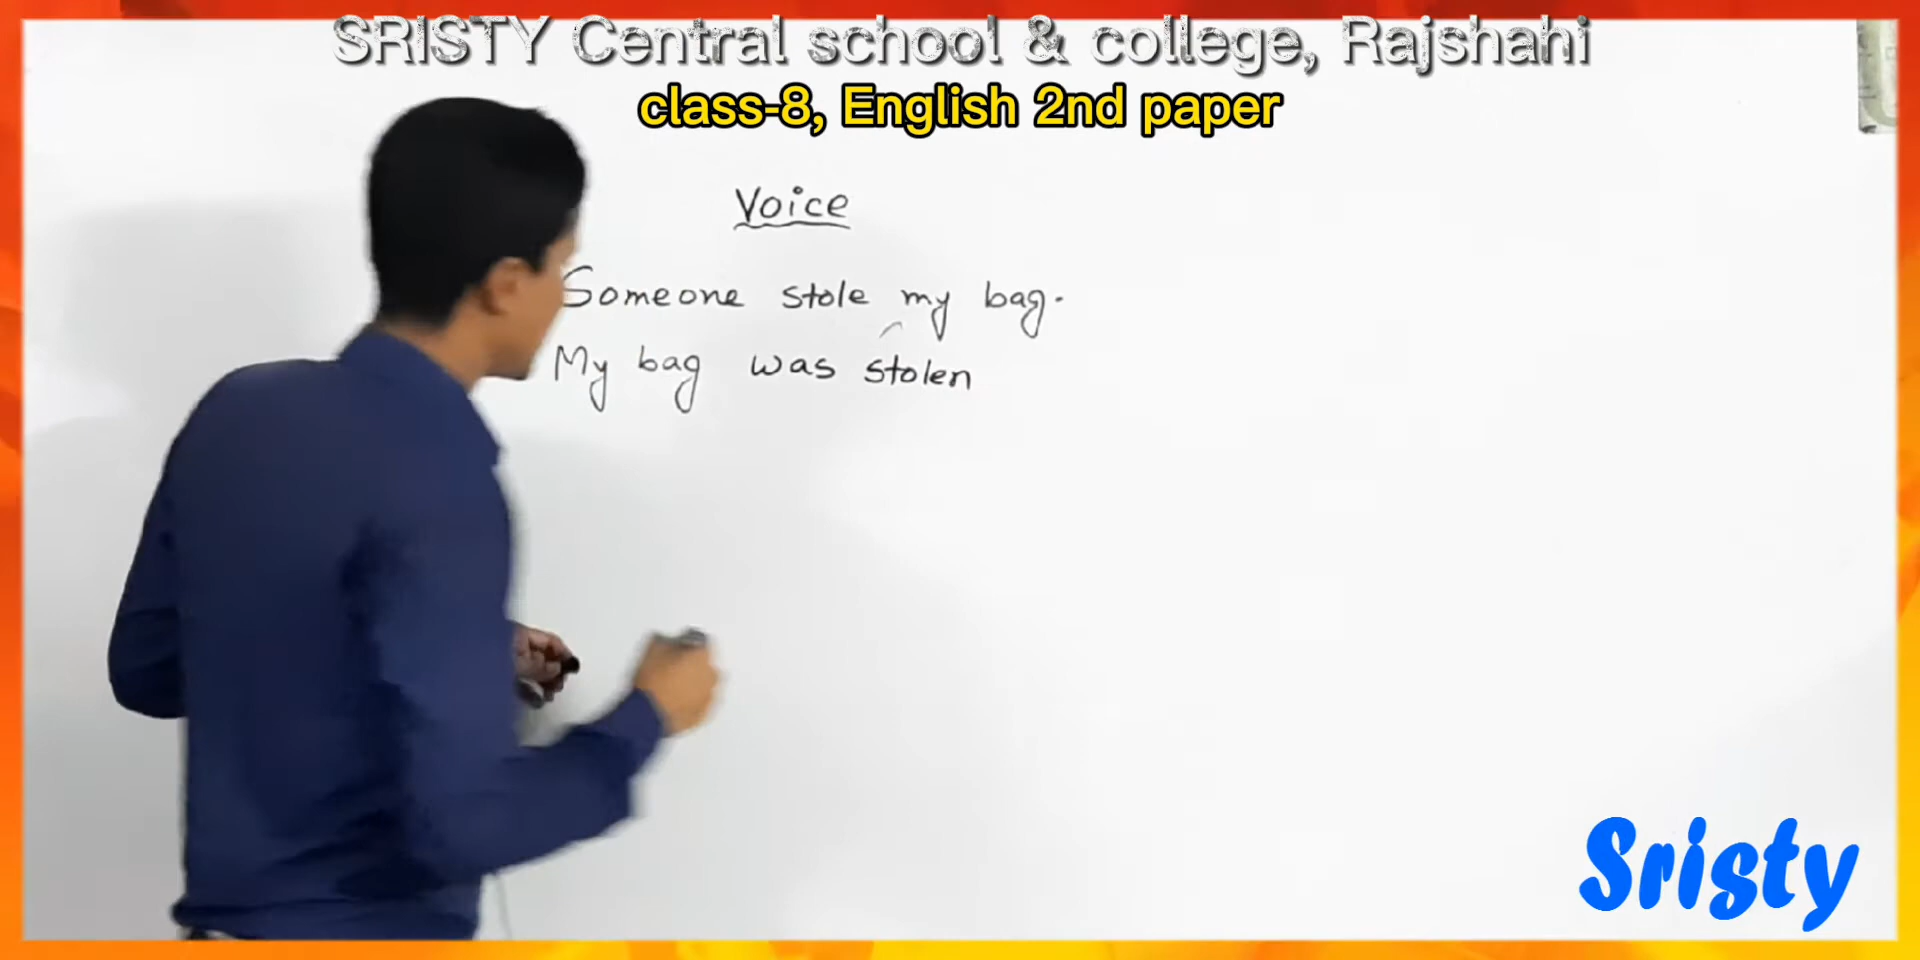 SRISTY Central school & college, Rajshahi
class-8, English 2nd paper
Voice
Someone stole my bag.
My bag was stolen
Sristy